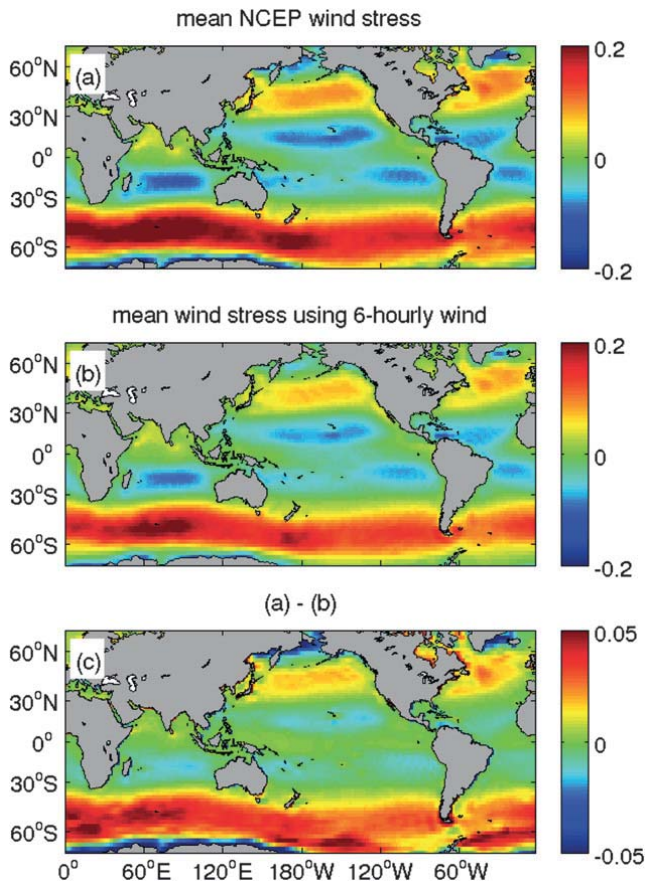 mean NCEP wind stress
(a)
60°N
30°N
0°
30°S
60°S
0.2
0
-0.2
mean wind stress using 6-hourly wind
(b)
60°N
30°N
0°
30°S
60°S
0.2
0
-0.2
(a) - (b)
(c)
60°N
30°N
0°
30°S
60°S
0.05
0
-0.05
0° 60°E 120°E 180°W 120°W 60°W